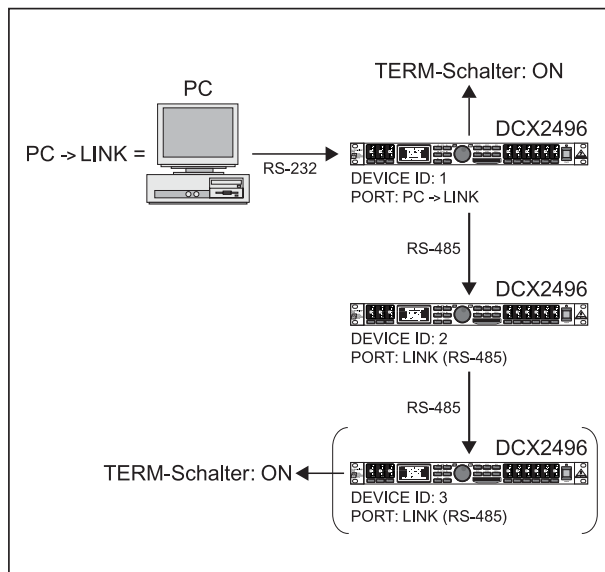 PC
TERM-Schalter: ON
PC -> LINK =
RS-232
DCX2496
DEVICE ID: 1
PORT: PC -> LINK
RS-485
DCX2496
DEVICE ID: 2
PORT: LINK (RS-485)
RS-485
DCX2496
TERM-Schalter: ON
DEVICE ID: 3
PORT: LINK (RS-485)